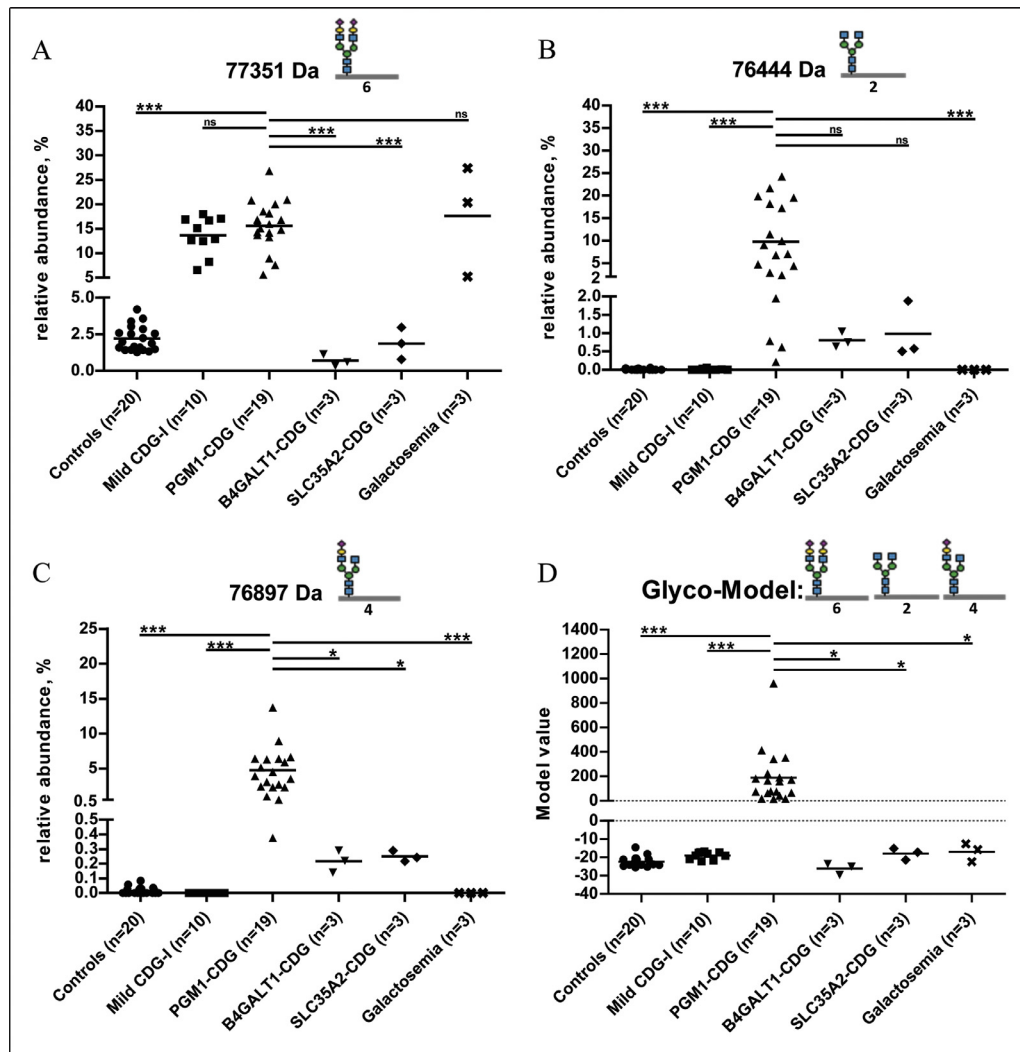 A
77351 Da
6
relative abundance, %
40
35
30
25
20
15
10
5
5.0
2.5
0.0
***
ns
***
***
ns
Controls (n=20)
Mild CDG-I (n=10)
PGM1-CDG (n=19)
B4GALT1-CDG (n=3)
SLC35A2-CDG (n=3)
Galactosemia (n=3)
B
76444 Da
2
relative abundance, %
40
35
30
25
20
15
10
5
2
2.0
1.5
1.0
0.5
0.0
***
***
ns
ns
***
Controls (n=20)
Mild CDG-I (n=10)
PGM1-CDG (n=19)
B4GALT1-CDG (n=3)
SLC35A2-CDG (n=3)
Galactosemia (n=3)
C
76897 Da
4
relative abundance, %
25
20
15
10
5
0.5
0.5
0.4
0.3
0.2
0.1
0.0
***
***
*
*
***
Controls (n=20)
Mild CDG-I (n=10)
PGM1-CDG (n=19)
B4GALT1-CDG (n=3)
SLC35A2-CDG (n=3)
Galactosemia (n=3)
D
Glyco-Model:
6 2 4
Model value
1400
1200
1000
800
600
400
200
0
0
-10
-20
-30
-40
***
***
*
*
*
Controls (n=20)
Mild CDG-I (n=10)
PGM1-CDG (n=19)
B4GALT1-CDG (n=3)
SLC35A2-CDG (n=3)
Galactosemia (n=3)